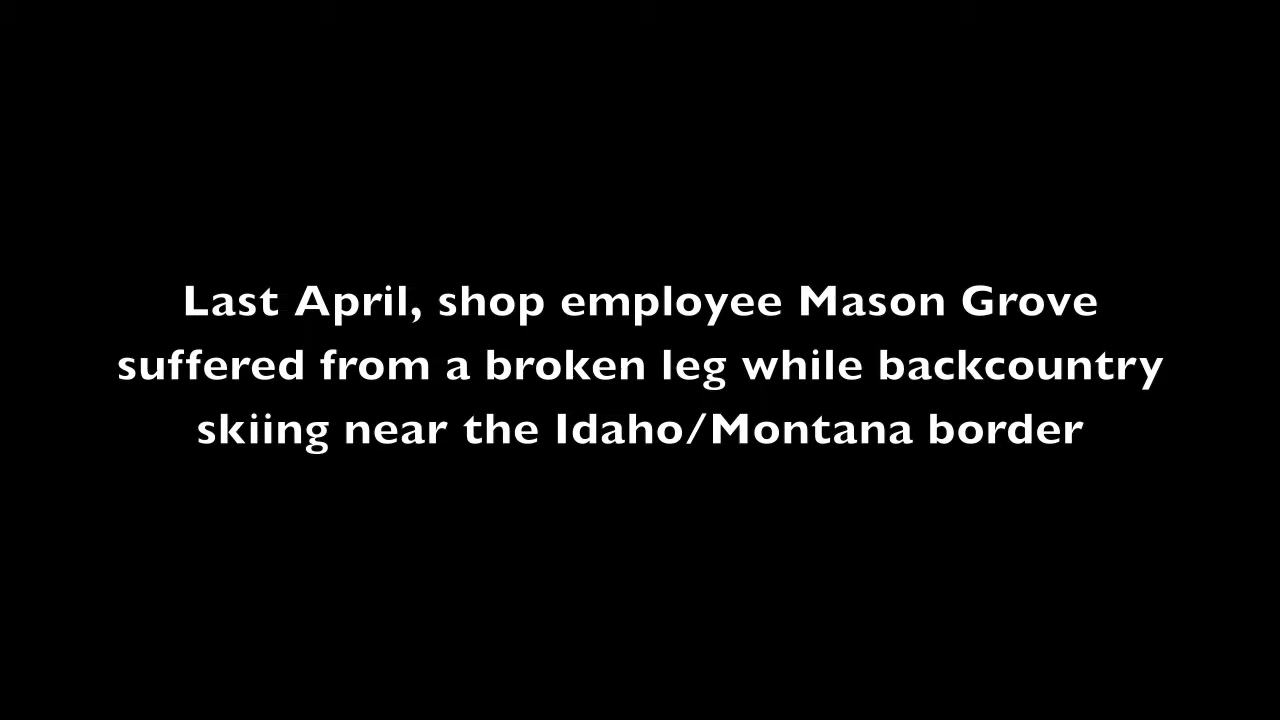 Last April, shop employee Mason Grove
suffered from a broken leg while backcountry
skiing near the Idaho/Montana border